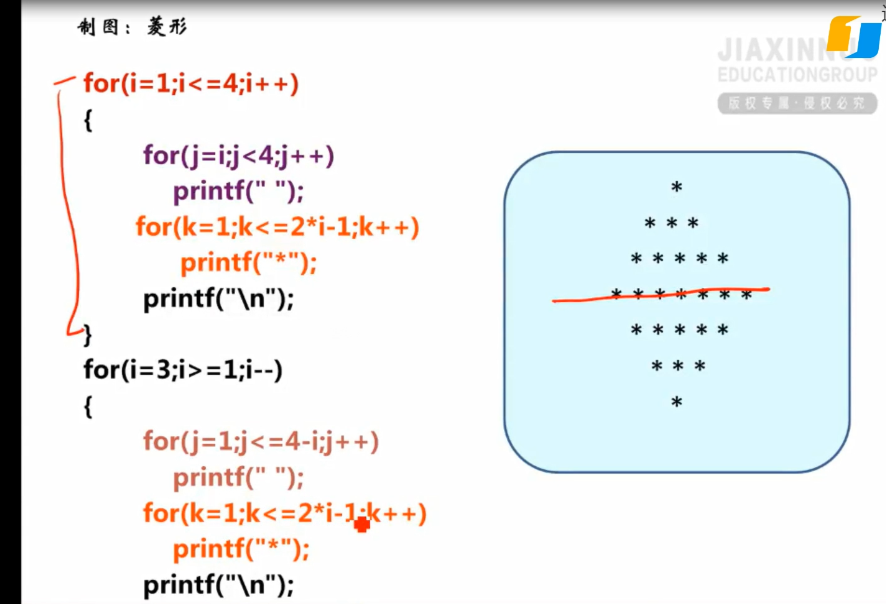 制图：菱形
JIAXINN
EDUCATIONGROUP
版权专属·侵权必究
for(i=1;i<=4;i++)
{
for(j=i;j<4;j++)
printf(" ");
for(k=1;k<=2*i-1;k++)
printf("*");
printf("\n");
}
for(i=3;i>=1;i--)
{
for(j=1;j<=4-i;j++)
printf(" ");
for(k=1;k<=2*i-1;k++)
printf("*");
printf("\n");
*
* * *
* * * * *
* * * * * * *
* * * * *
* * *
*